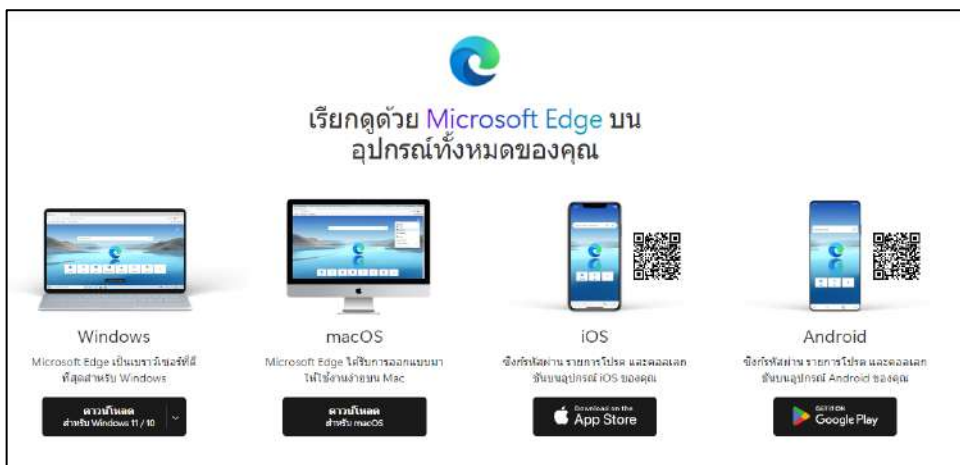 เรียกดูด้วย Microsoft Edge บน
อุปกรณ์ทั้งหมดของคุณ
Windows
Microsoft Edge เป็นเบราว์เซอร์ที่ดี
ที่สุดสำหรับ Windows
ดาวน์โหลด
สำหรับ Windows 11 / 10
macOS
Microsoft Edge ได้รับการออกแบบมา
ให้ใช้งานง่ายบน Mac
ดาวน์โหลด
สำหรับ macOS
iOS
ซิงก์รหัสผ่าน รายการโปรด และคอลเลก
ชันบนอุปกรณ์ iOS ของคุณ
Download on the
App Store
Android
ซิงก์รหัสผ่าน รายการโปรด และคอลเลก
ชันบนอุปกรณ์ Android ของคุณ
GET IT ON
Google Play